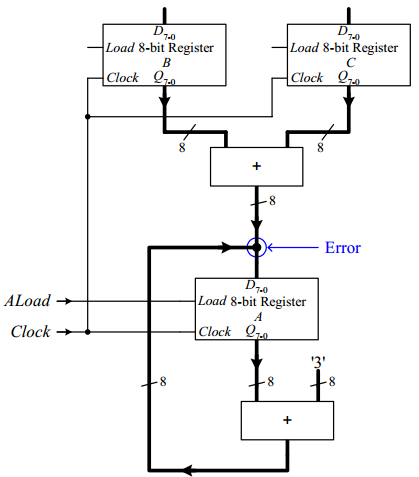 D7-0 D7-0
Load 8-bit Register Load 8-bit Register
B C
Clock Q7-0 Clock Q7-0
8 8
+
8
Error
D7-0
ALoad Load 8-bit Register
A
Clock Clock Q7-0
'3'
8 8 8
+